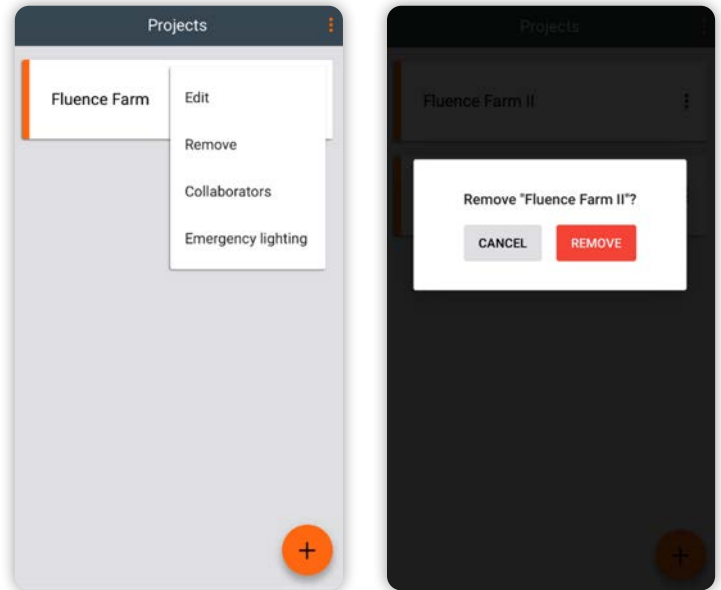 Projects
Fluence Farm
Edit
Remove
Collaborators
Emergency lighting
+
Projects
Fluence Farm II
Remove "Fluence Farm II"?
CANCEL
REMOVE
+